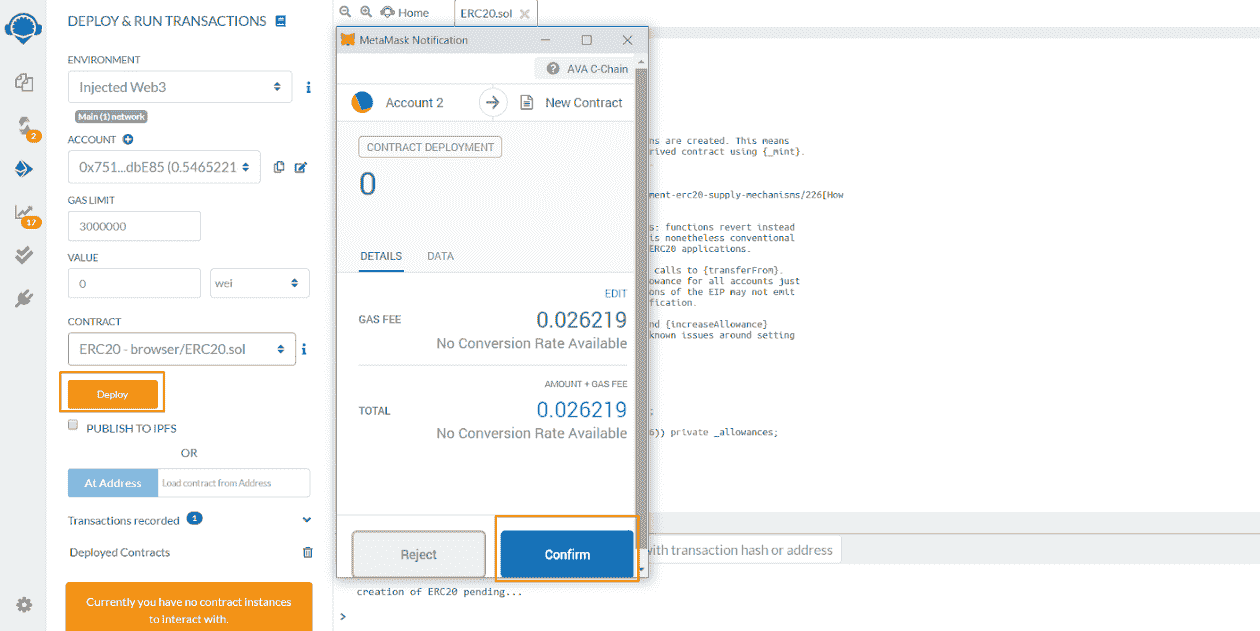 DEPLOY & RUN TRANSACTIONS
ENVIRONMENT
Injected Web3
Main (1) network
ACCOUNT
0x751...dbE85 (0.5465221
GAS LIMIT
3000000
VALUE
0
wei
CONTRACT
ERC20 - browser/ERC20.sol
Deploy
PUBLISH TO IPFS
OR
At Address
Load contract from Address
Transactions recorded 1
Deployed Contracts
Currently you have no contract instances
to interact with.
2
17
Home
ERC20.sol
MetaMask Notification
AVA C-Chain
Account 2
New Contract
CONTRACT DEPLOYMENT
0
DETAILS
DATA
EDIT
GAS FEE
0.026219
No Conversion Rate Available
AMOUNT + GAS FEE
TOTAL
0.026219
No Conversion Rate Available
Reject
Confirm
ns are created. This means
rived contract using {_mint}.
ment-erc20-supply-mechanisms/226[How
s: functions revert instead
is nonetheless conventional
ERC20 applications.
calls to {transferFrom}.
owance for all accounts just
ons of the EIP may not emit
fication.
nd {increaseAllowance}
known issues around setting
;
6)) private _allowances;
with transaction hash or address
creation of ERC20 pending...
>